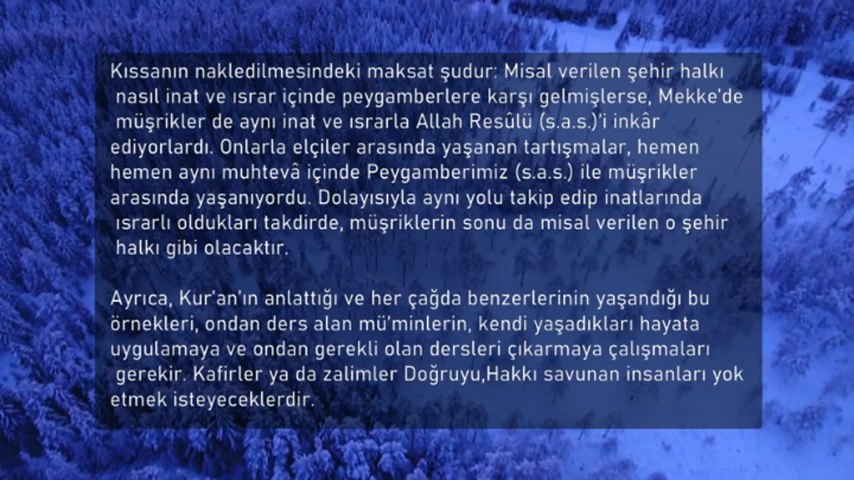 Kıssanın nakledilmesindeki maksat şudur: Misal verilen şehir halkı
nasıl inat ve ısrar içinde peygamberlere karşı gelmişlerse, Mekke'de
müşrikler de aynı inat ve ısrarla Allah Resûlü (s.a.s.)'i inkâr
ediyorlardı. Onlarla elçiler arasında yaşanan tartışmalar, hemen
hemen aynı muhtevâ içinde Peygamberimiz (s.a.s.) ile müşrikler
arasında yaşanıyordu. Dolayısıyla aynı yolu takip edip inatlarında
ısrarlı oldukları takdirde, müşriklerin sonu da misal verilen o şehir
halkı gibi olacaktır.
Ayrıca, Kur'an'ın anlattığı ve her çağda benzerlerinin yaşandığı bu
örnekleri, ondan ders alan mü'minlerin, kendi yaşadıkları hayata
uygulamaya ve ondan gerekli olan dersleri çıkarmaya çalışmaları
gerekir. Kafirler ya da zalimler Doğruyu,Hakkı savunan insanları yok
etmek isteyeceklerdir.